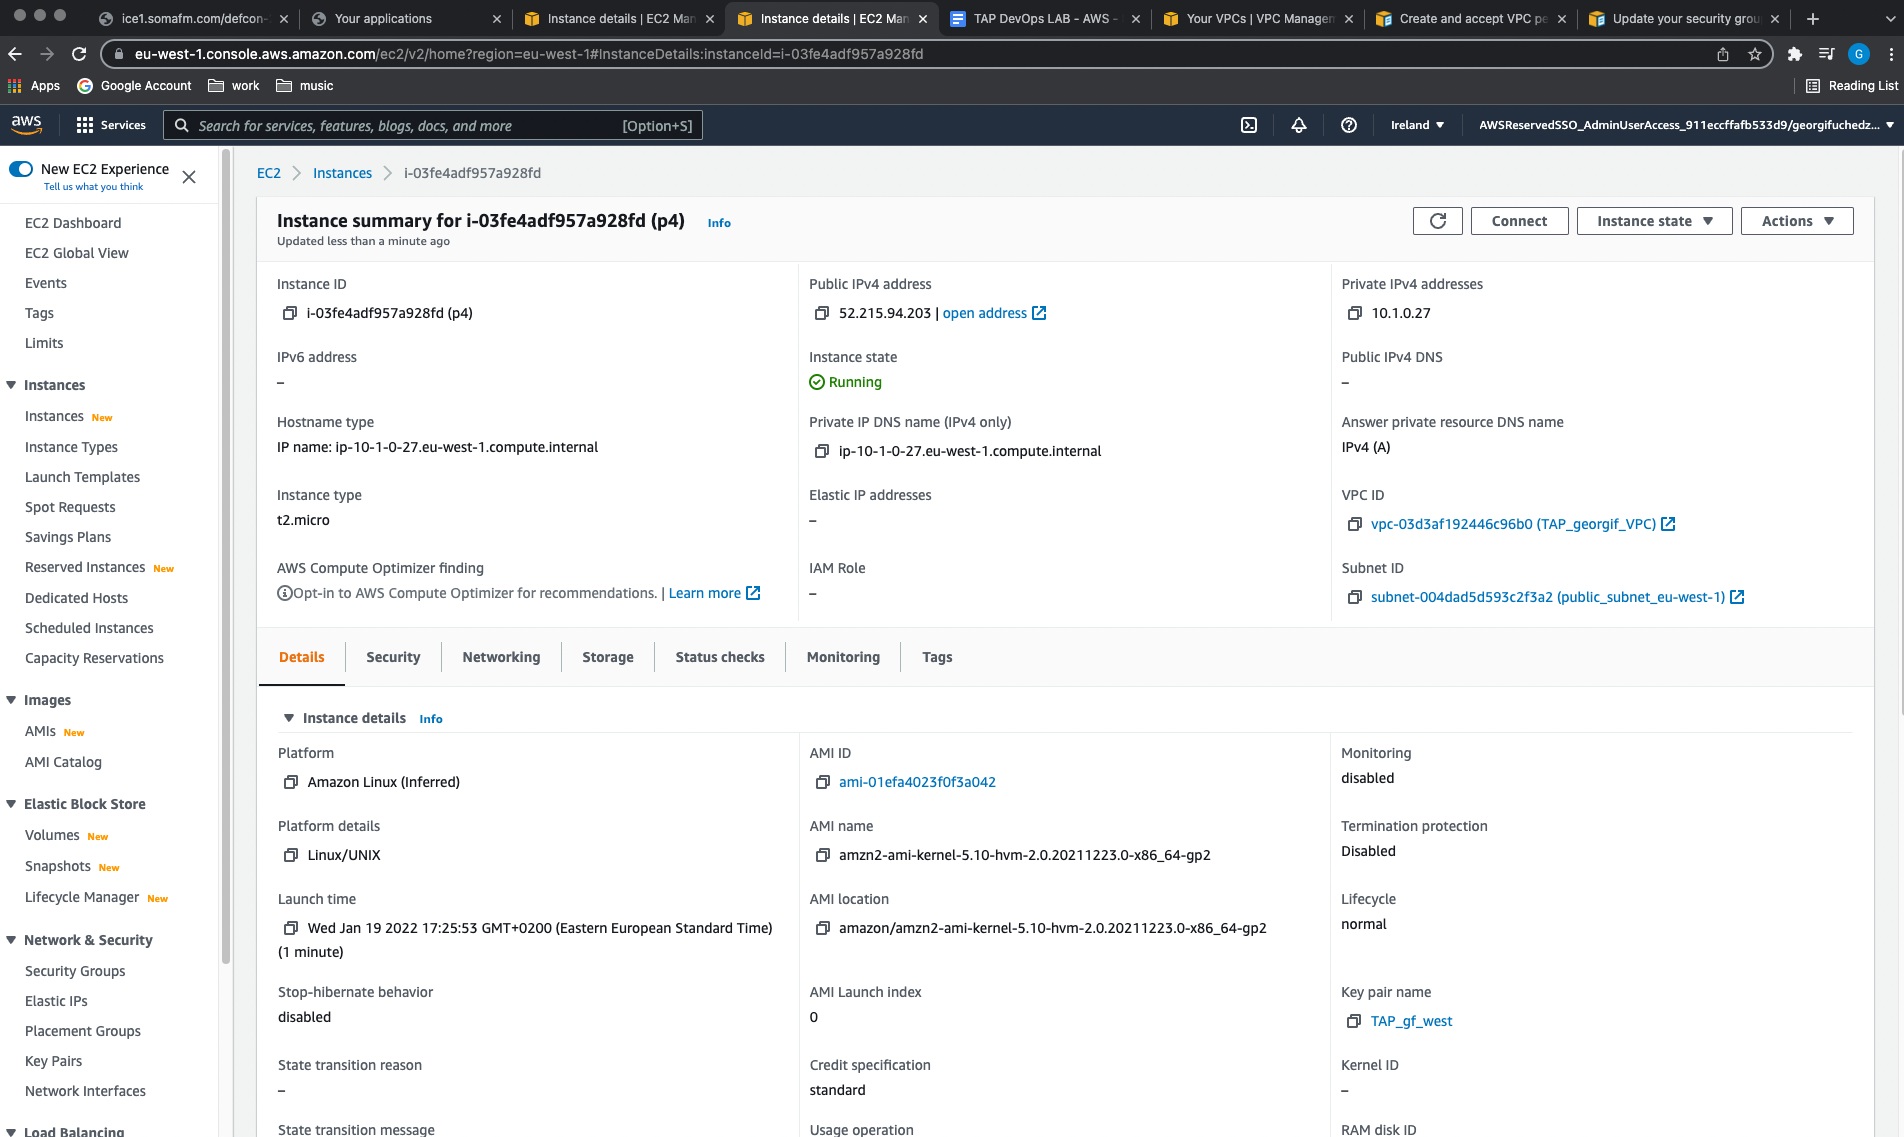 ice1.somafm.com/defcon-
Your applications
Instance details | EC2 Man
Instance details | EC2 Man
TAP DevOps LAB - AWS -
Your VPCs | VPC Managem
Create and accept VPC pe
Update your security grou
eu-west-1.console.aws.amazon.com/ec2/v2/home?region=eu-west-1#InstanceDetails:instanceId=i-03fe4adf957a928fd
G
Apps
Google Account
work
music
Reading List
aws
Services
Search for services, features, blogs, docs, and more
[Option+S]
Ireland
AWSReservedSSO_AdminUserAccess_911eccffafb533d9/georgifuchedz...
New EC2 Experience
Tell us what you think
EC2 Dashboard
EC2 Global View
Events
Tags
Limits
Instances
Instances New
Instance Types
Launch Templates
Spot Requests
Savings Plans
Reserved Instances New
Dedicated Hosts
Scheduled Instances
Capacity Reservations
Images
AMIs New
AMI Catalog
Elastic Block Store
Volumes New
Snapshots New
Lifecycle Manager New
Network & Security
Security Groups
Elastic IPs
Placement Groups
Key Pairs
Network Interfaces
Load Balancing
EC2
Instances
i-03fe4adf957a928fd
Instance summary for i-03fe4adf957a928fd (p4) Info
Updated less than a minute ago
Connect
Instance state
Actions
Instance ID
i-03fe4adf957a928fd (p4)
Public IPv4 address
52.215.94.203 | open address
Private IPv4 addresses
10.1.0.27
IPv6 address
–
Instance state
Running
Public IPv4 DNS
–
Hostname type
IP name: ip-10-1-0-27.eu-west-1.compute.internal
Private IP DNS name (IPv4 only)
ip-10-1-0-27.eu-west-1.compute.internal
Answer private resource DNS name
IPv4 (A)
Instance type
t2.micro
Elastic IP addresses
–
VPC ID
vpc-03d3af192446c96b0 (TAP_georgif_VPC)
AWS Compute Optimizer finding
Opt-in to AWS Compute Optimizer for recommendations. | Learn more
IAM Role
–
Subnet ID
subnet-004dad5d593c2f3a2 (public_subnet_eu-west-1)
Details
Security
Networking
Storage
Status checks
Monitoring
Tags
Instance details Info
Platform
Amazon Linux (Inferred)
AMI ID
ami-01efa4023f0f3a042
Monitoring
disabled
Platform details
Linux/UNIX
AMI name
amzn2-ami-kernel-5.10-hvm-2.0.20211223.0-x86_64-gp2
Termination protection
Disabled
Launch time
Wed Jan 19 2022 17:25:53 GMT+0200 (Eastern European Standard Time)
(1 minute)
AMI location
amazon/amzn2-ami-kernel-5.10-hvm-2.0.20211223.0-x86_64-gp2
Lifecycle
normal
Stop-hibernate behavior
disabled
AMI Launch index
0
Key pair name
TAP_gf_west
State transition reason
–
Credit specification
standard
Kernel ID
–
State transition message
Usage operation
RAM disk ID